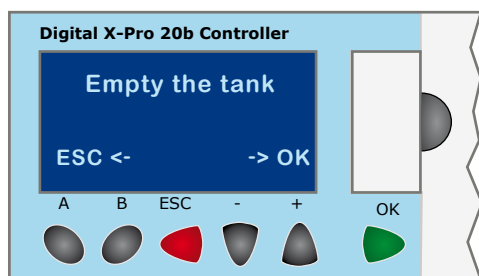 Digital X-Pro 20b Controller
Empty the tank
ESC <- -> OK
A B ESC - + OK